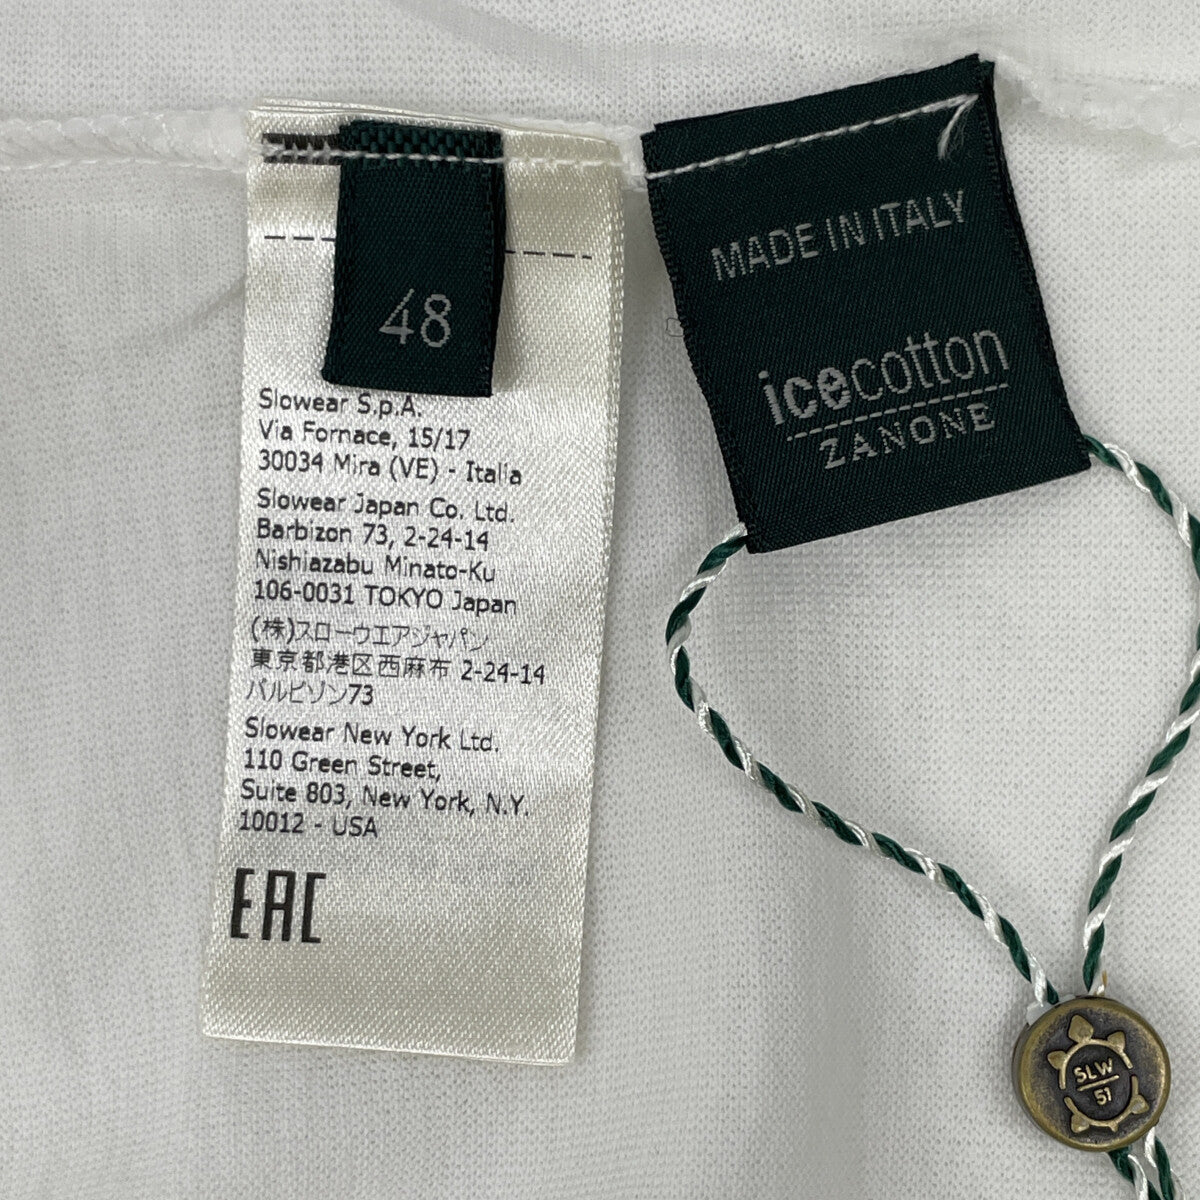 48
Slowear S.p.A.
Via Fornace, 15/17
30034 Mira (VE) - Italia
Slowear Japan Co. Ltd.
Barbizon 73, 2-24-14
Nishiazabu Minato-Ku
106-0031 TOKYO Japan
(株)スローウエアジャパン
東京都港区西麻布 2-24-14
バルビゾン73
Slowear New York Ltd.
110 Green Street,
Suite 803, New York, N.Y.
10012 - USA
EAC
MADE IN ITALY
icecotton
ZANONE
SLW
51